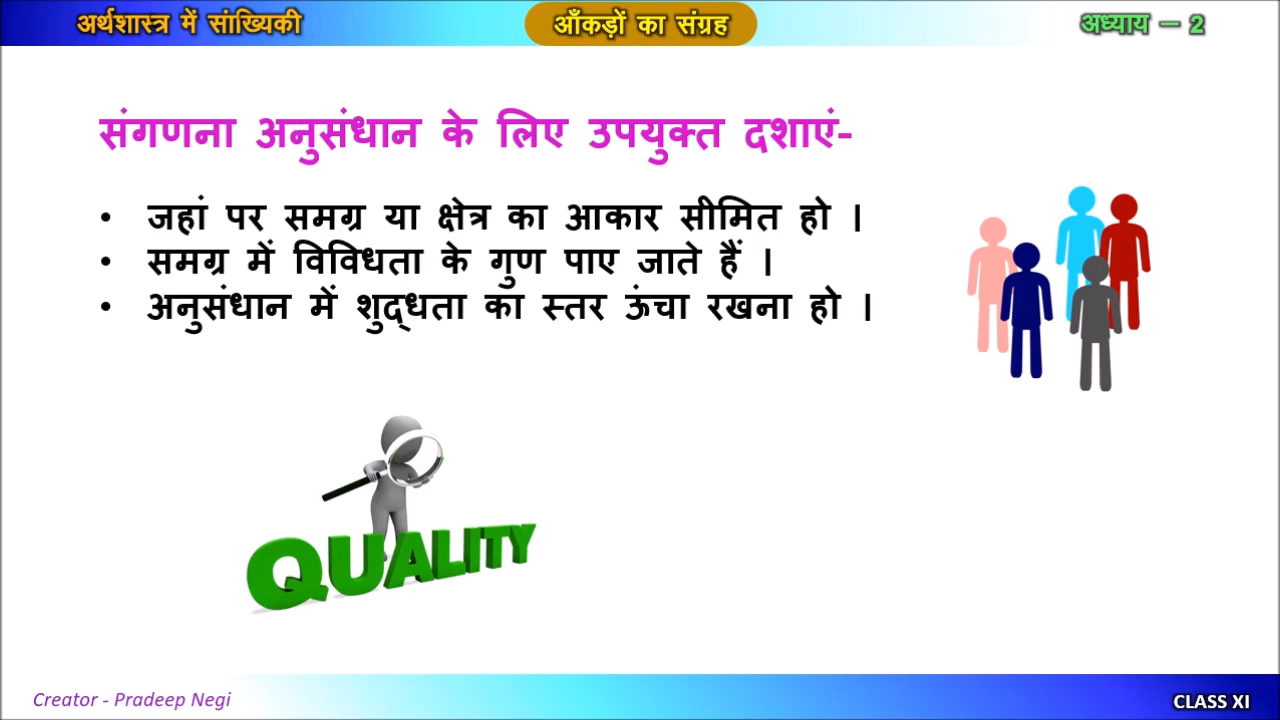 अर्थशास्त्र में सांख्यिकी
आँकड़ों का संग्रह
अध्याय – 2
संगणना अनुसंधान के लिए उपयुक्त दशाएं-
• जहां पर समग्र या क्षेत्र का आकार सीमित हो ।
• समग्र में विविधता के गुण पाए जाते हैं ।
• अनुसंधान में शुद्धता का स्तर ऊंचा रखना हो ।
QUALITY
Creator - Pradeep Negi
CLASS XI